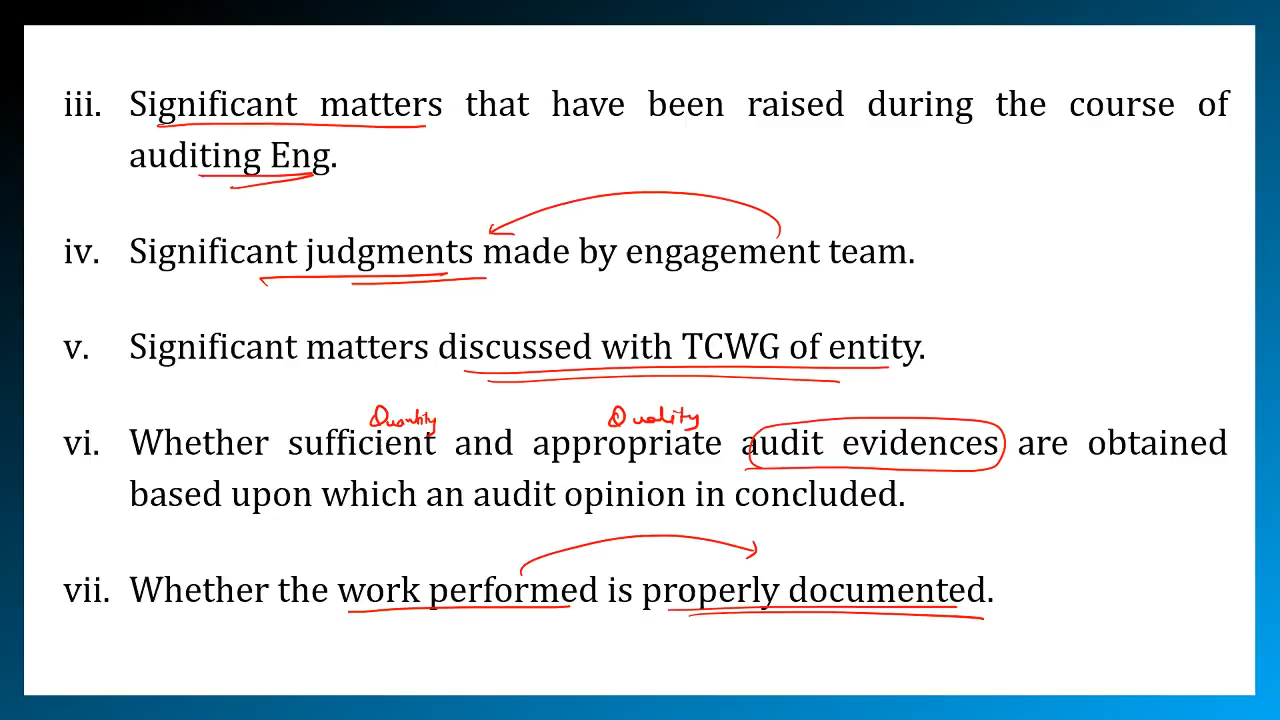 iii. Significant matters that have been raised during the course of
auditing Eng.
iv. Significant judgments made by engagement team.
v. Significant matters discussed with TCWG of entity.
Quantity Quality
vi. Whether sufficient and appropriate audit evidences are obtained
based upon which an audit opinion in concluded.
vii. Whether the work performed is properly documented.